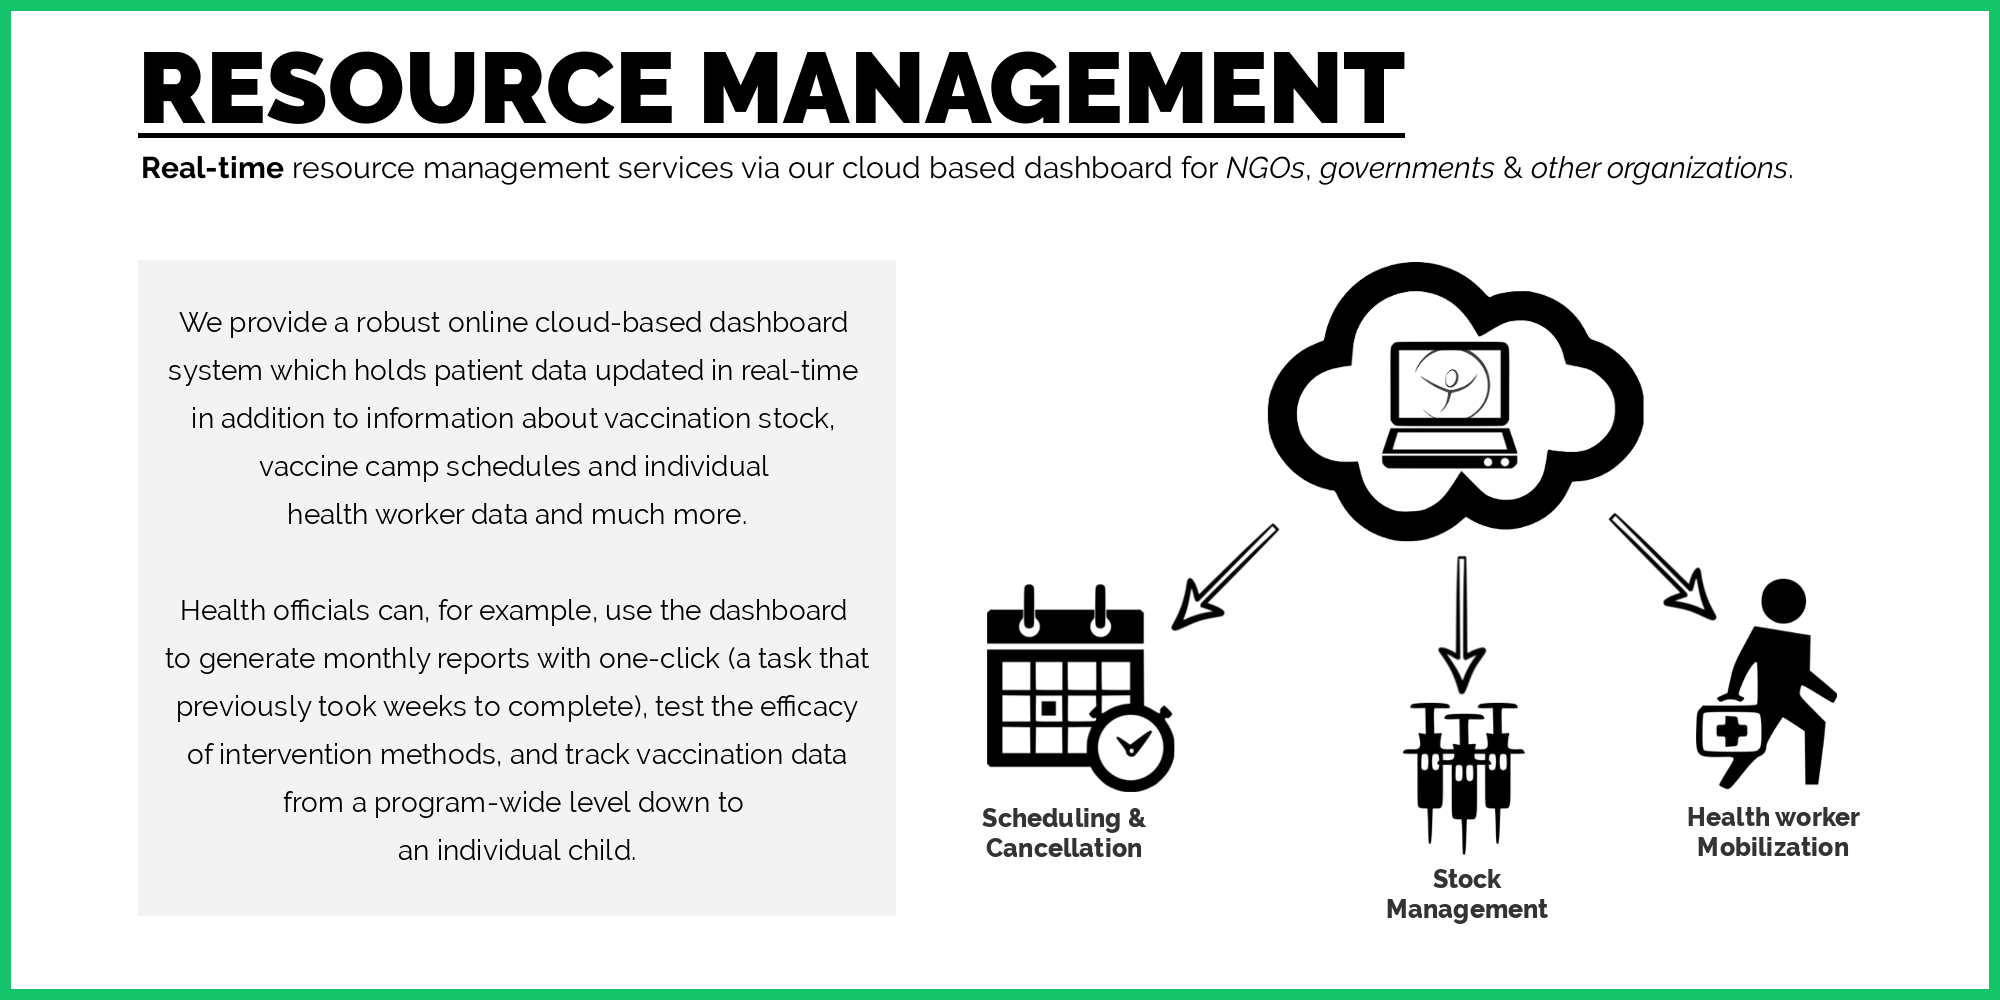 RESOURCE MANAGEMENT
Real-time resource management services via our cloud based dashboard for NGOs, governments & other organizations.
We provide a robust online cloud-based dashboard
system which holds patient data updated in real-time
in addition to information about vaccination stock,
vaccine camp schedules and individual
health worker data and much more.
Health officials can, for example, use the dashboard
to generate monthly reports with one-click (a task that
previously took weeks to complete), test the efficacy
of intervention methods, and track vaccination data
from a program-wide level down to
an individual child.
Scheduling &
Cancellation
Stock
Management
Health worker
Mobilization